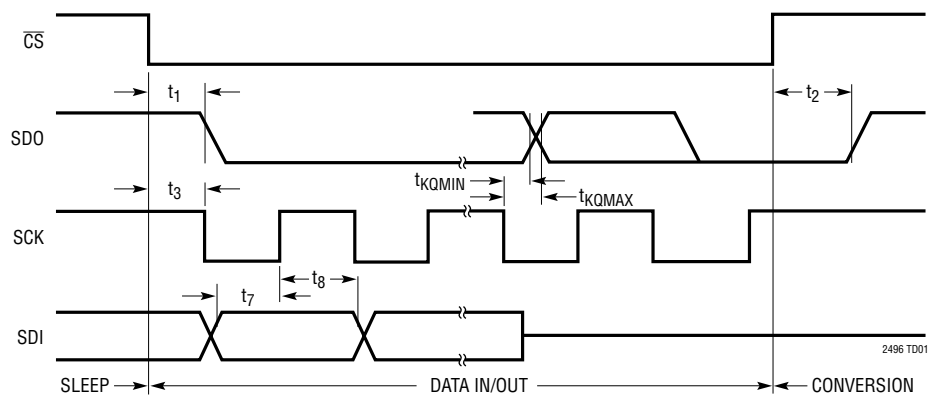 CS
t1
t2
SDO
t3
tKQMIN
tKQMAX
SCK
t8
t7
SDI
2496 TD01
SLEEP
DATA IN/OUT
CONVERSION